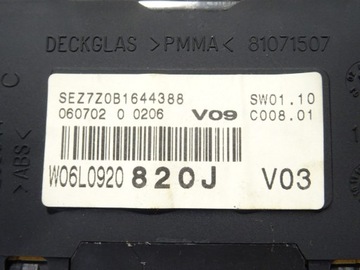 DECKGLAS >PMMA< 81071507
SEZ7Z0B1644388 SW01.10
060702 0 0206 V09 C008.01
W06L0920 820J V03
>ABS<
C